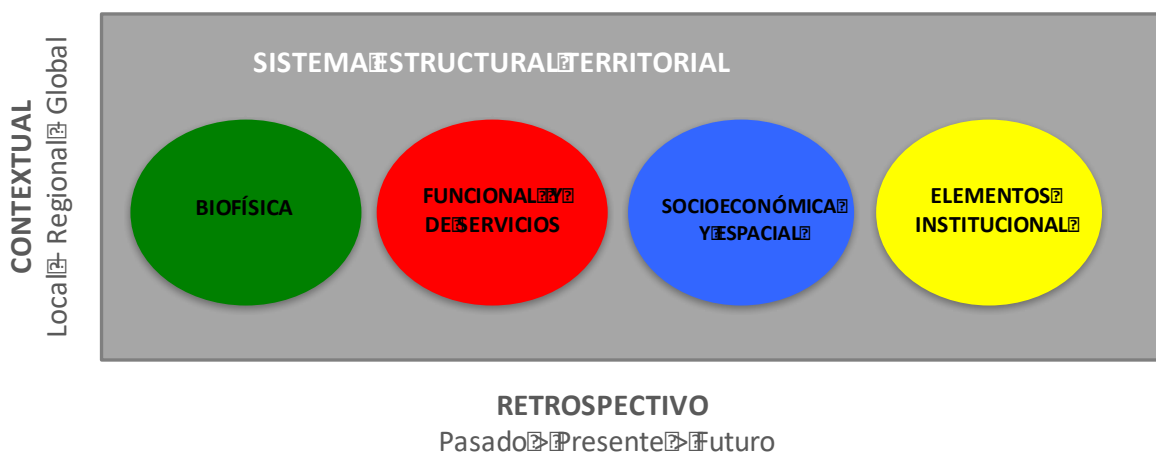 SISTEMA ESTRUCTURAL TERRITORIAL
CONTEXTUAL
Local – Regional – Global
BIOFÍSICA
FUNCIONAL Y
DE SERVICIOS
SOCIOECONÓMICA
Y ESPACIAL
ELEMENTOS
INSTITUCIONAL
RETROSPECTIVO
Pasado > Presente > Futuro